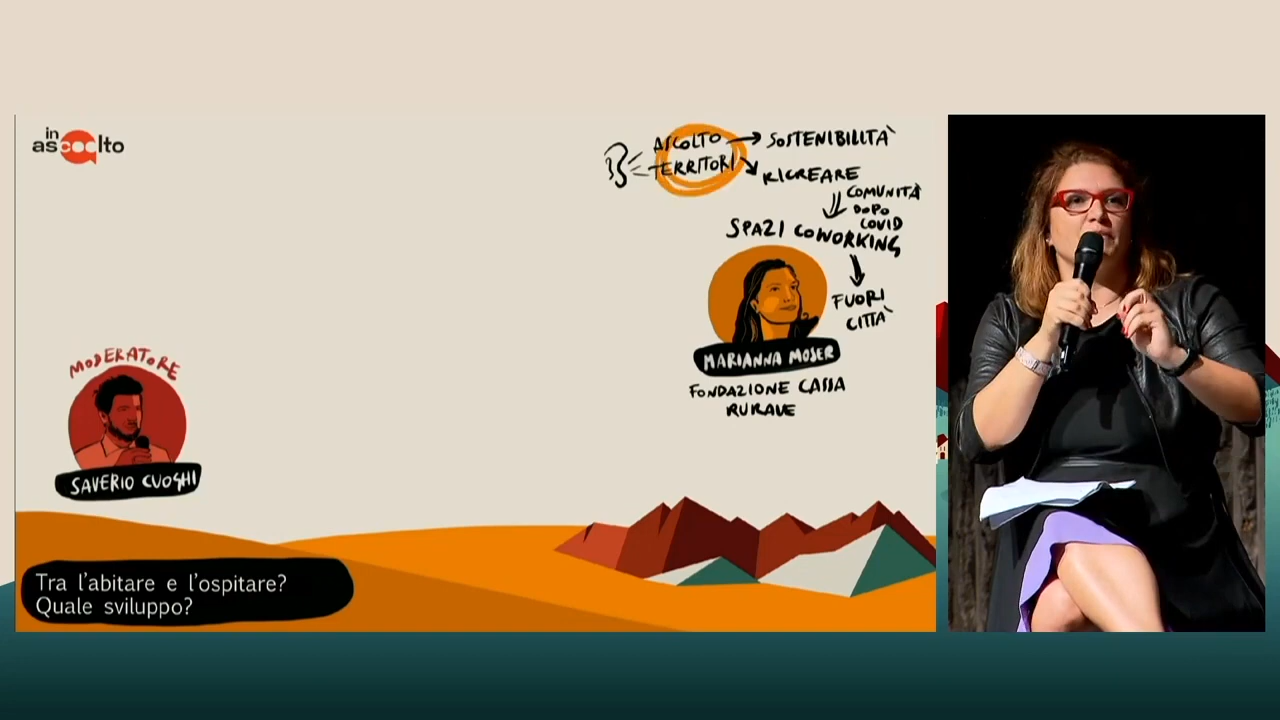 in
ascoolto
ASCOLTO
TERRITORI
SOSTENIBILITÀ
RICREARE
COMUNITÀ
DOPO
COVID
SPAZI COWORKING
FUORI
CITTÀ
MARIANNA MOSER
FONDAZIONE CASSA
RURALE
MODERATORE
SAVERIO CUOGHI
Tra l'abitare e l'ospitare?
Quale sviluppo?